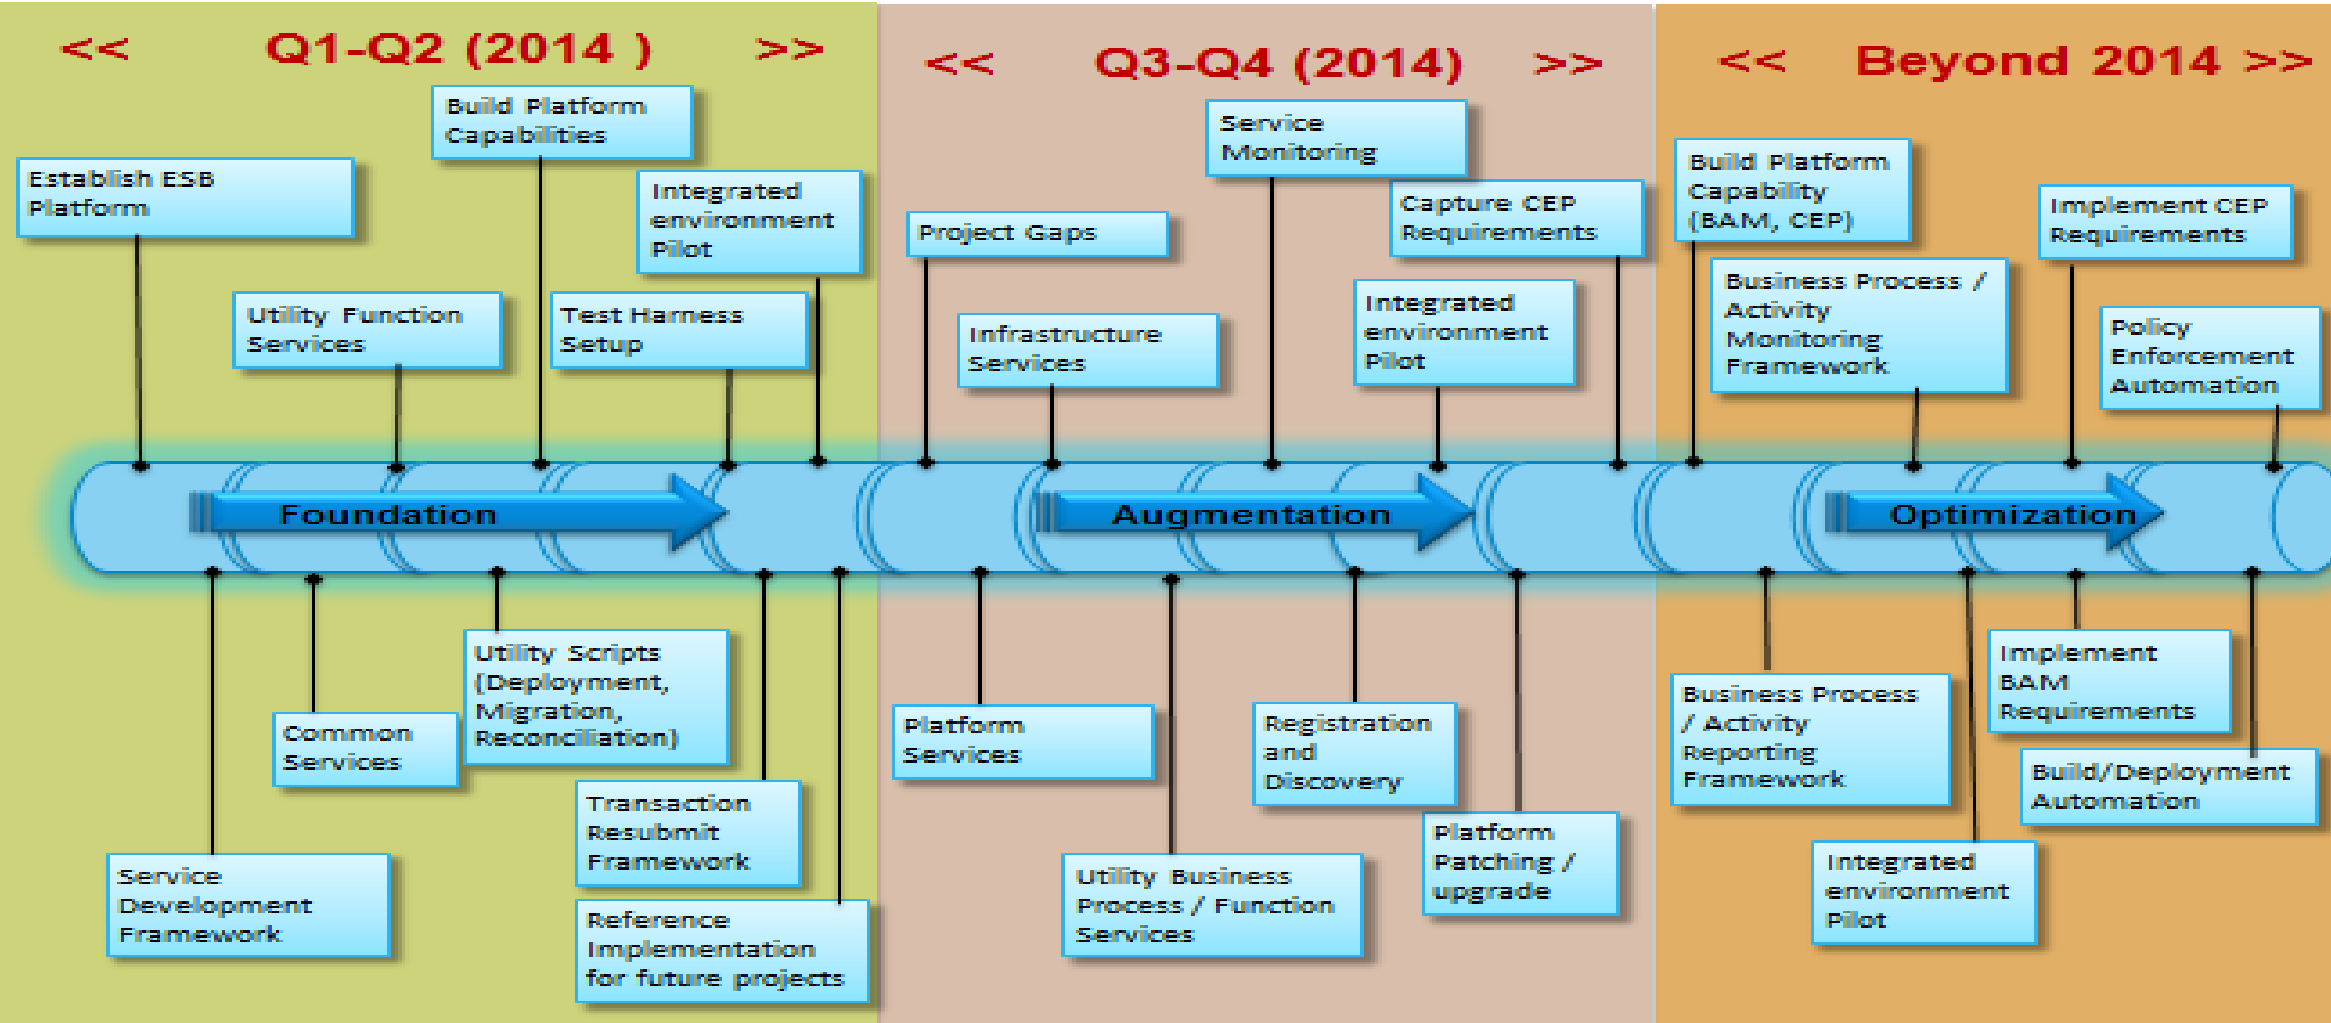 << Q1-Q2 (2014 ) >>
Establish ESB
Platform
Build Platform
Capabilities
Integrated
environment
Pilot
Utility Function
Services
Test Harness
Setup
Foundation
Service
Development
Framework
Common
Services
Utility Scripts
(Deployment,
Migration,
Reconciliation)
Transaction
Resubmit
Framework
Reference
Implementation
for future projects
<< Q3-Q4 (2014) >>
Project Gaps
Infrastructure
Services
Service
Monitoring
Capture CEP
Requirements
Integrated
environment
Pilot
Augmentation
Platform
Services
Utility Business
Process / Function
Services
Registration
and
Discovery
Platform
Patching /
upgrade
<< Beyond 2014 >>
Build Platform
Capability
(BAM, CEP)
Business Process /
Activity
Monitoring
Framework
Implement CEP
Requirements
Policy
Enforcement
Automation
Optimization
Business Process
/ Activity
Reporting
Framework
Integrated
environment
Pilot
Implement
BAM
Requirements
Build/Deployment
Automation